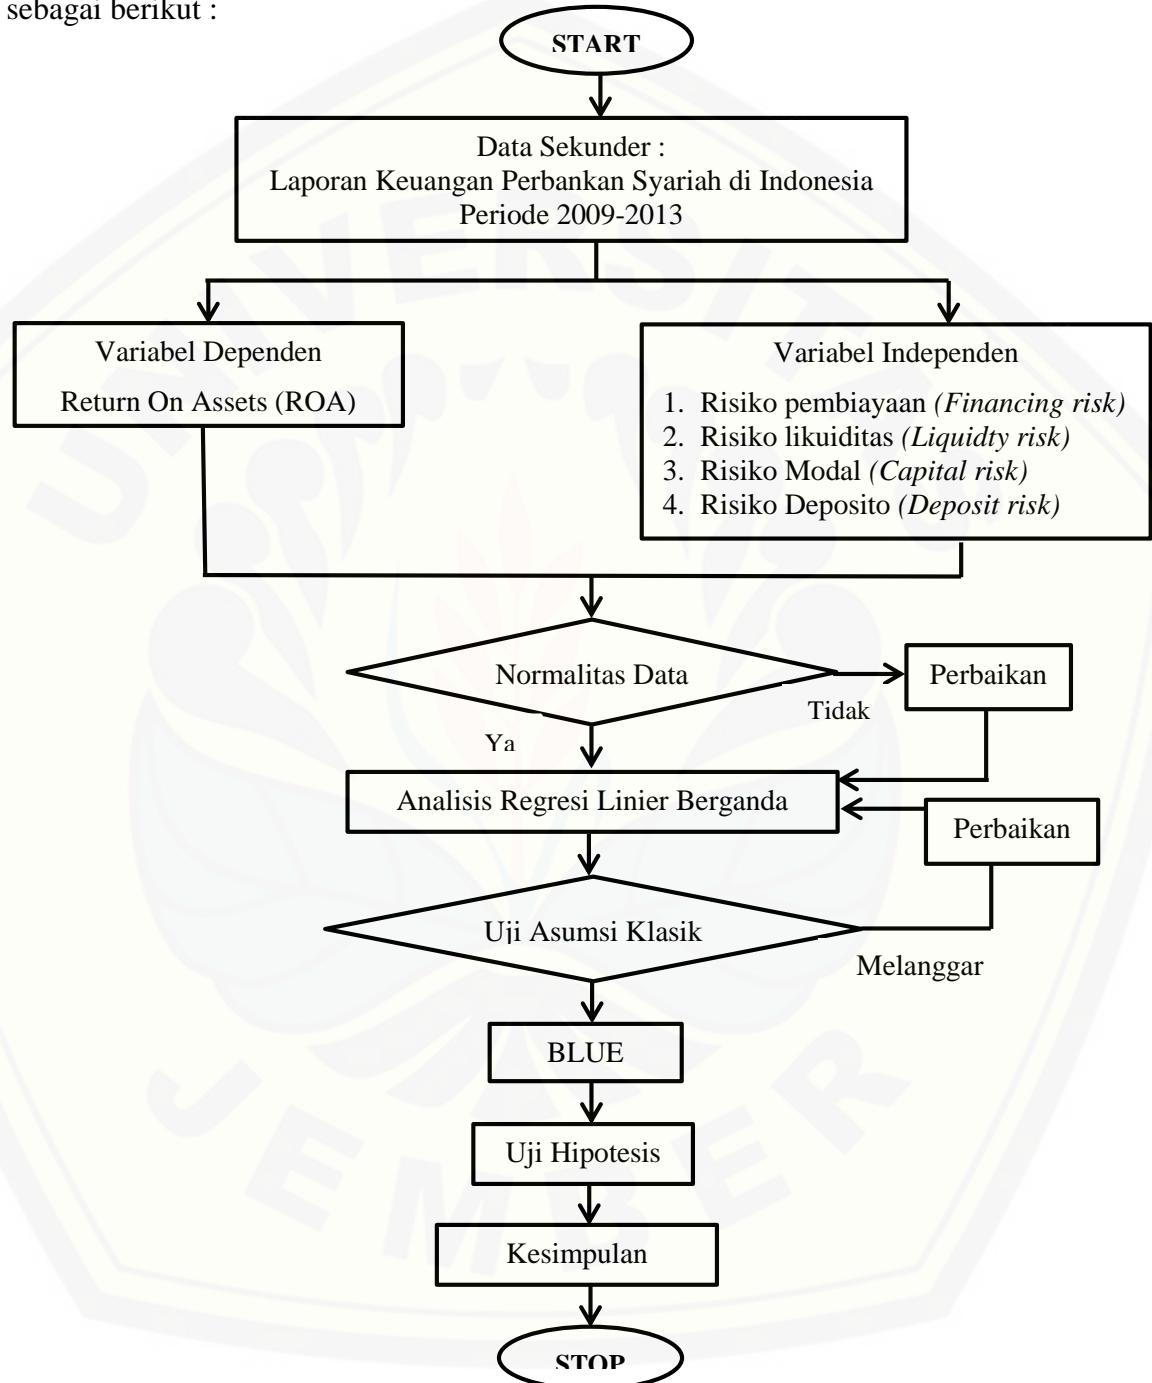 sebagai berikut :
START
Data Sekunder :
Laporan Keuangan Perbankan Syariah di Indonesia
Periode 2009-2013
Variabel Dependen
Return On Assets (ROA)
Variabel Independen
1. Risiko pembiayaan (Financing risk)
2. Risiko likuiditas (Liquidty risk)
3. Risiko Modal (Capital risk)
4. Risiko Deposito (Deposit risk)
Normalitas Data
Perbaikan
Tidak
Ya
Analisis Regresi Linier Berganda
Perbaikan
Uji Asumsi Klasik
Melanggar
BLUE
Uji Hipotesis
Kesimpulan
STOP
UNIVERSITAS
JEMBER